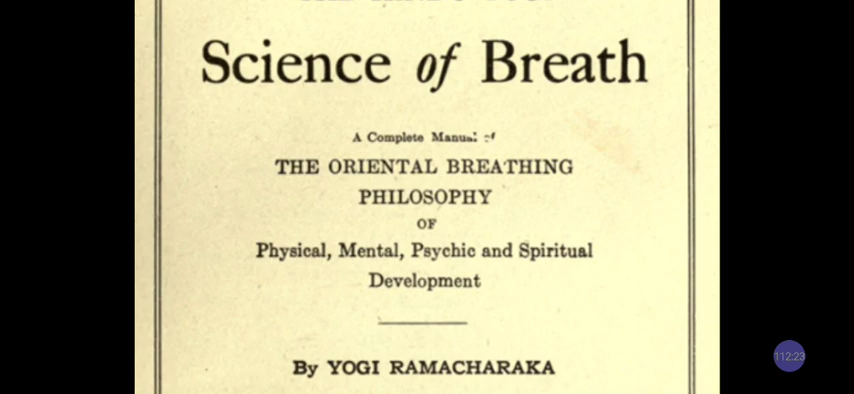 Science of Breath
A Complete Manual of
THE ORIENTAL BREATHING
PHILOSOPHY
OF
Physical, Mental, Psychic and Spiritual
Development
By YOGI RAMACHARAKA
112:23